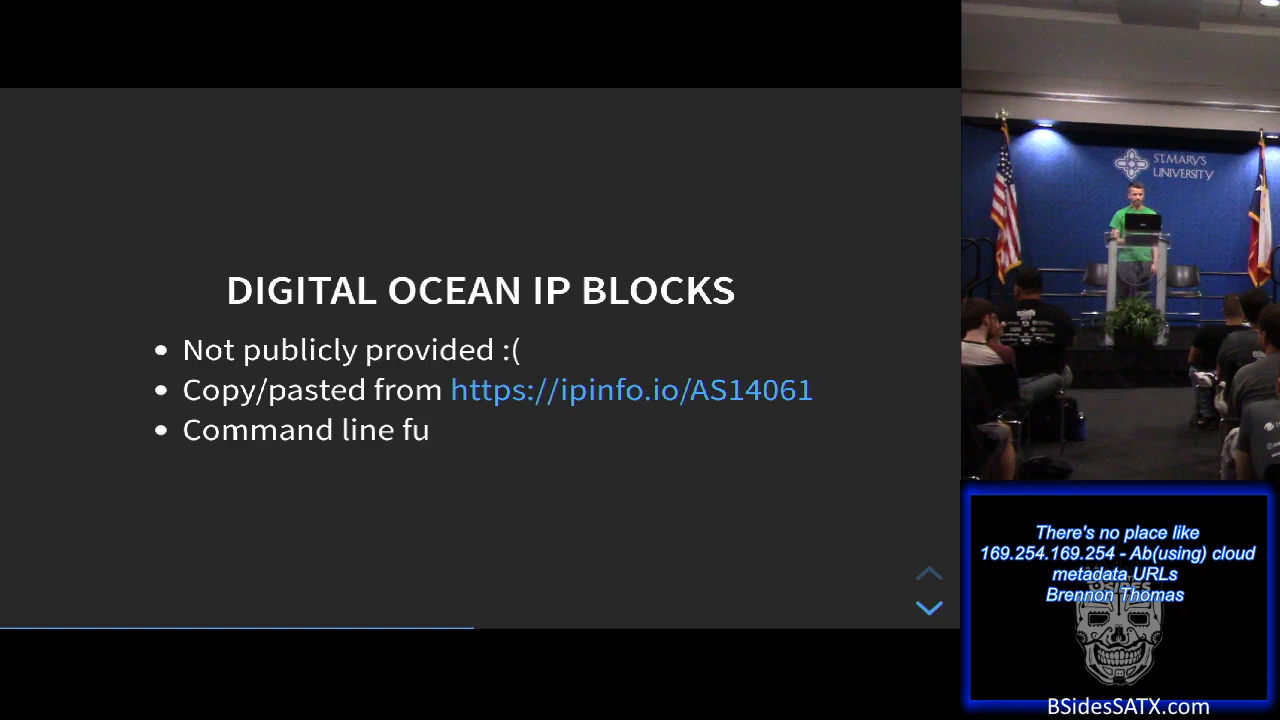 DIGITAL OCEAN IP BLOCKS
• Not publicly provided :(
• Copy/pasted from https://ipinfo.io/AS14061
• Command line fu
ST. MARY'S
UNIVERSITY
There's no place like
169.254.169.254 - Ab(using) cloud
metadata URLs
Brennon Thomas
BSidesSATX.com